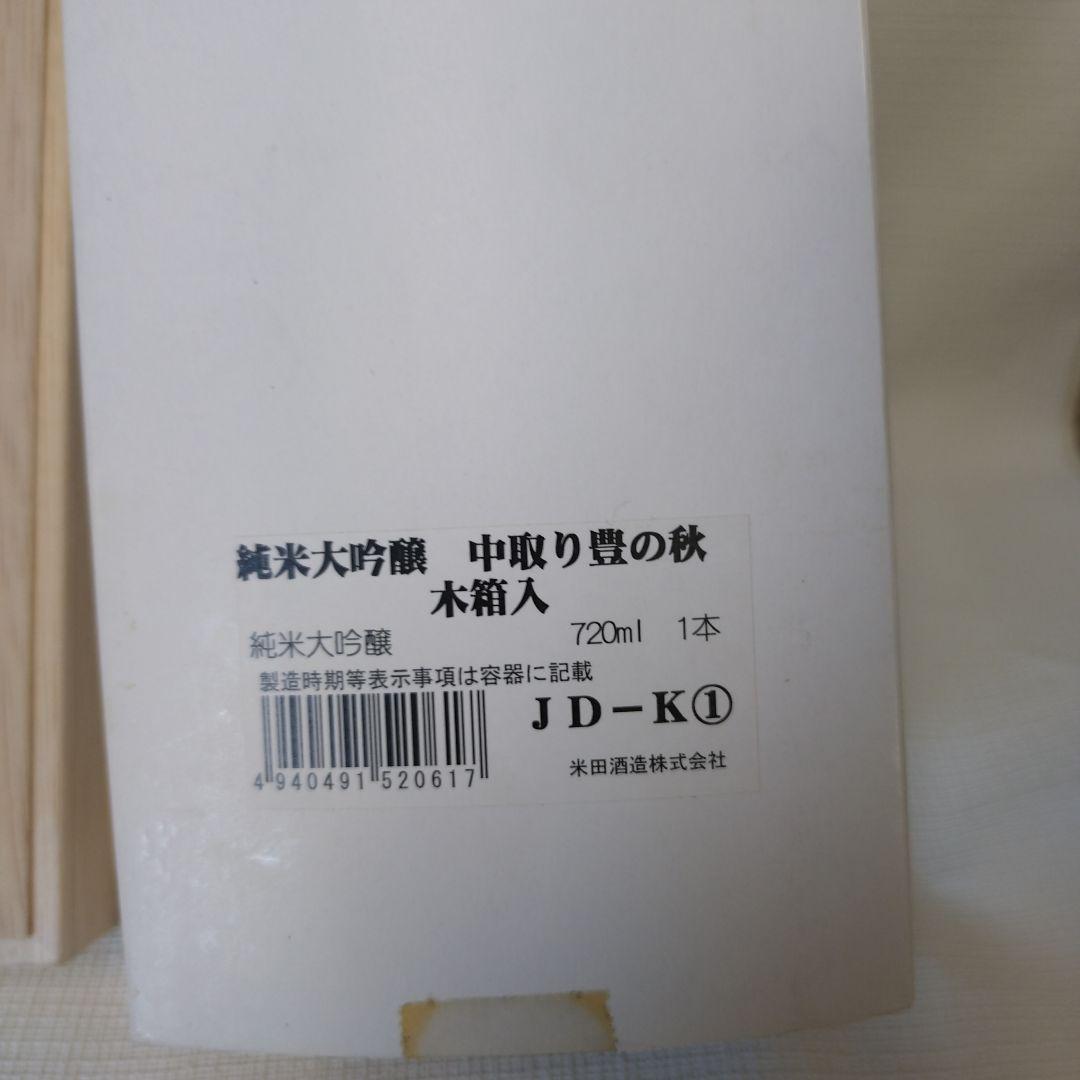 純米大吟醸　中取り豊の秋
木箱入
純米大吟醸　720ml　1本
製造時期等表示事項は容器に記載
JD－K①
4 940491 520617
米田酒造株式会社